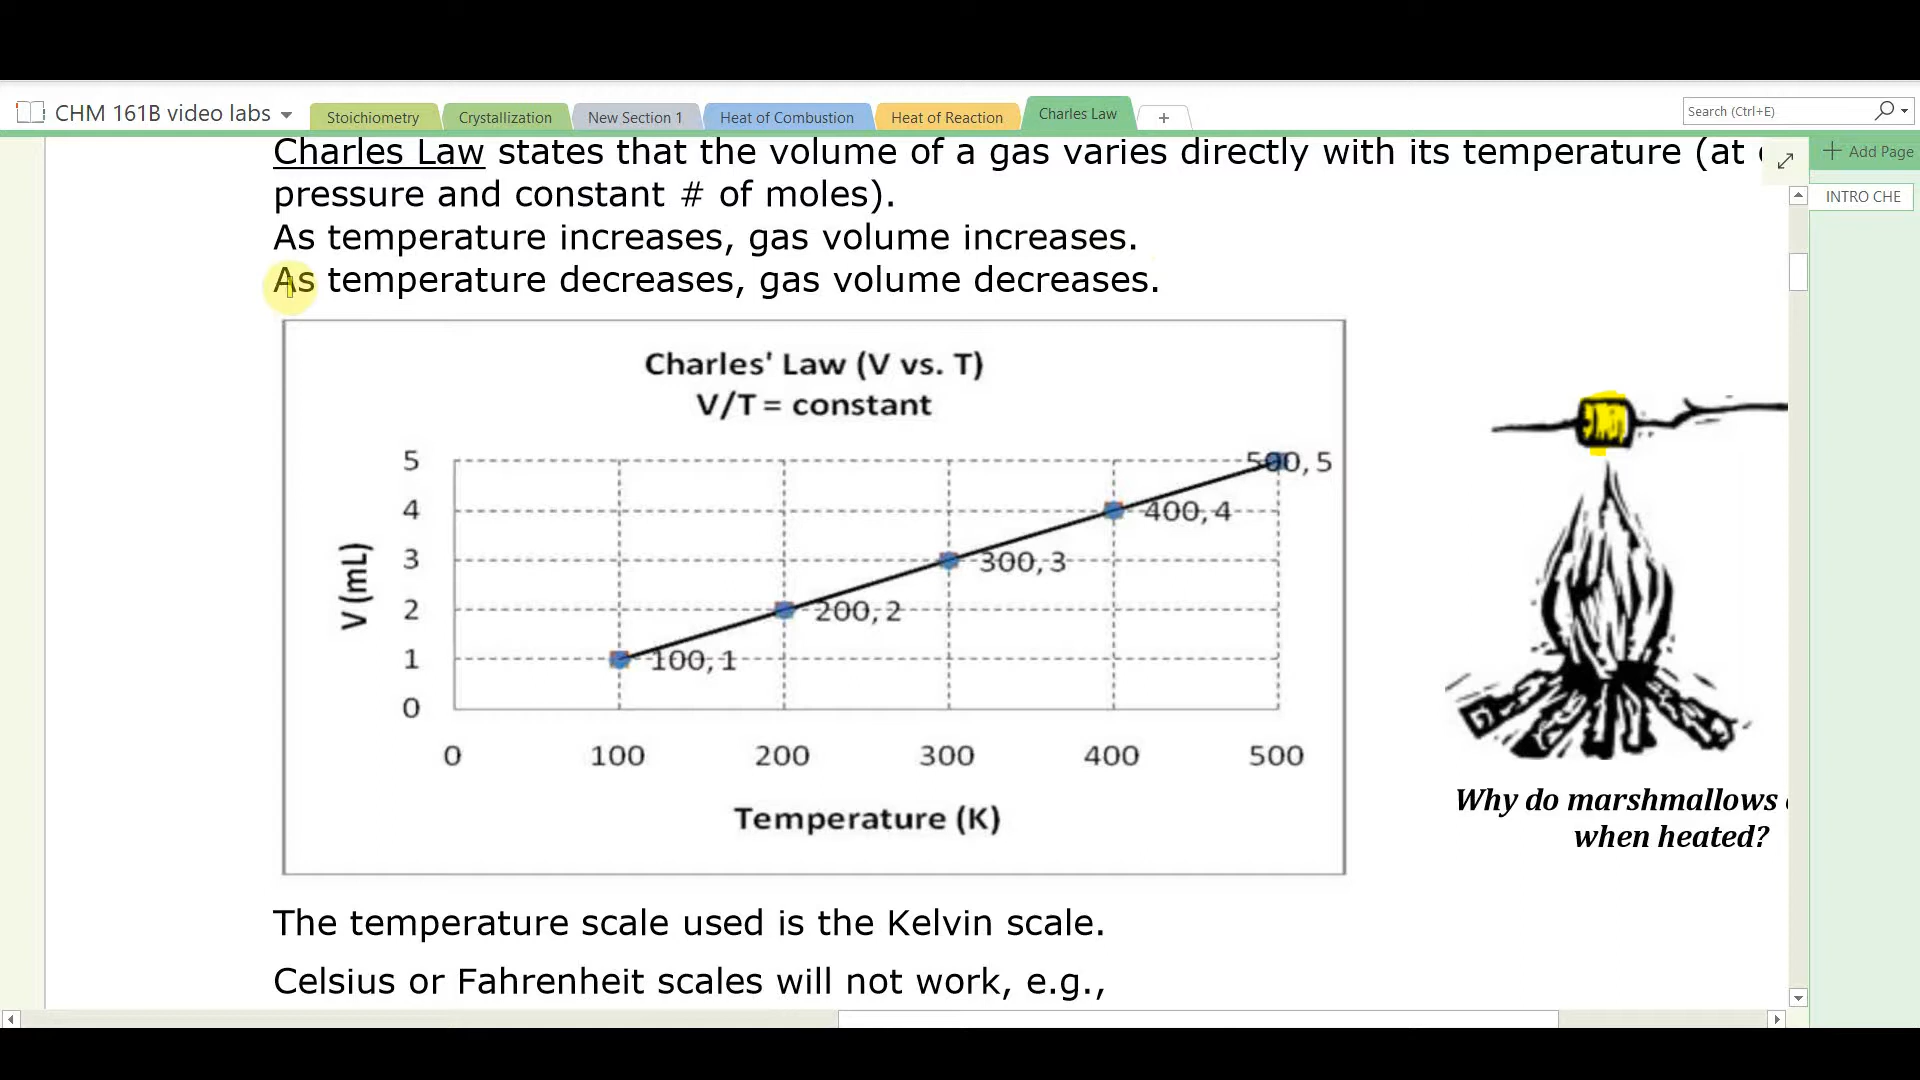 CHM 161B video labs
Stoichiometry
Crystallization
New Section 1
Heat of Combustion
Heat of Reaction
Charles Law
+
Search (Ctrl+E)
Add Page
INTRO CHE
Charles Law states that the volume of a gas varies directly with its temperature (at
pressure and constant # of moles).
As temperature increases, gas volume increases.
As temperature decreases, gas volume decreases.
Charles' Law (V vs. T)
V/T = constant
V (mL)
5
4
3
2
1
0
500, 5
400, 4
300, 3
200, 2
100, 1
0 100 200 300 400 500
Temperature (K)
Why do marshmallows
when heated?
The temperature scale used is the Kelvin scale.
Celsius or Fahrenheit scales will not work, e.g.,